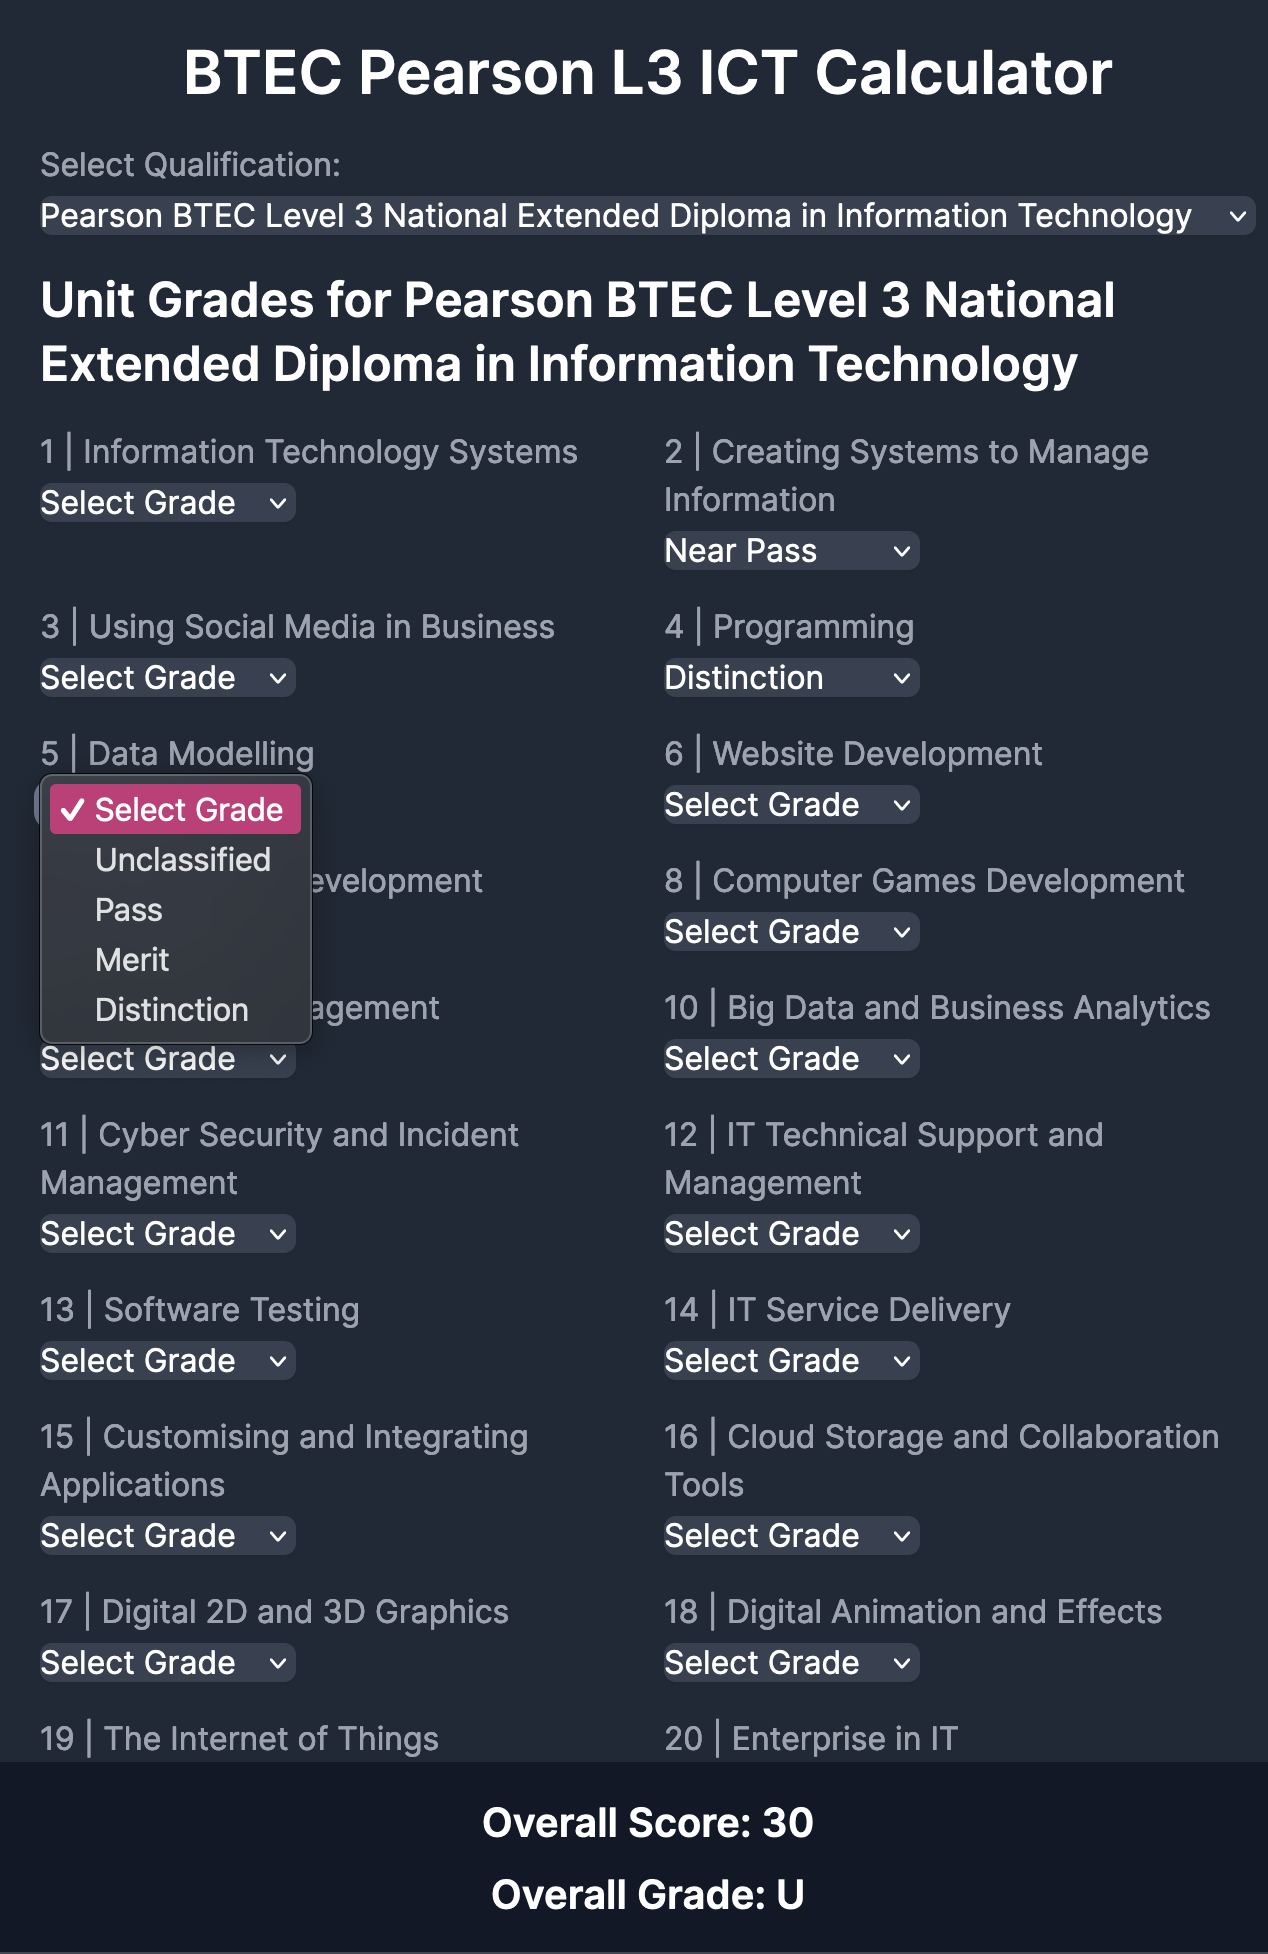 BTEC Pearson L3 ICT Calculator
Select Qualification:
Pearson BTEC Level 3 National Extended Diploma in Information Technology
Unit Grades for Pearson BTEC Level 3 National
Extended Diploma in Information Technology
1 | Information Technology Systems
Select Grade
2 | Creating Systems to Manage
Information
Near Pass
3 | Using Social Media in Business
Select Grade
4 | Programming
Distinction
5 | Data Modelling
✓ Select Grade
Unclassified
Pass
Merit
Distinction
6 | Website Development
Select Grade
evelopment
8 | Computer Games Development
Select Grade
agement
Select Grade
10 | Big Data and Business Analytics
Select Grade
11 | Cyber Security and Incident
Management
Select Grade
12 | IT Technical Support and
Management
Select Grade
13 | Software Testing
Select Grade
14 | IT Service Delivery
Select Grade
15 | Customising and Integrating
Applications
Select Grade
16 | Cloud Storage and Collaboration
Tools
Select Grade
17 | Digital 2D and 3D Graphics
Select Grade
18 | Digital Animation and Effects
Select Grade
19 | The Internet of Things
20 | Enterprise in IT
Overall Score: 30
Overall Grade: U